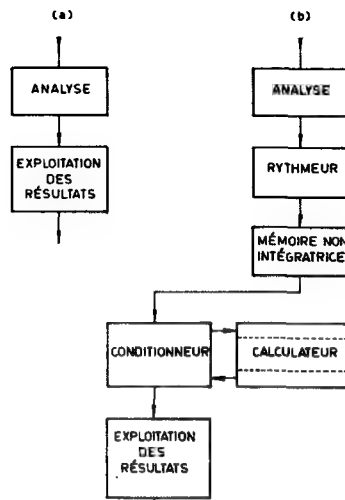 (a)
ANALYSE
EXPLOITATION
DES
RÉSULTATS
(b)
ANALYSE
RYTHMEUR
MÉMOIRE NON
INTÉGRATRICE
CONDITIONNEUR
CALCULATEUR
EXPLOITATION
DES
RÉSULTATS